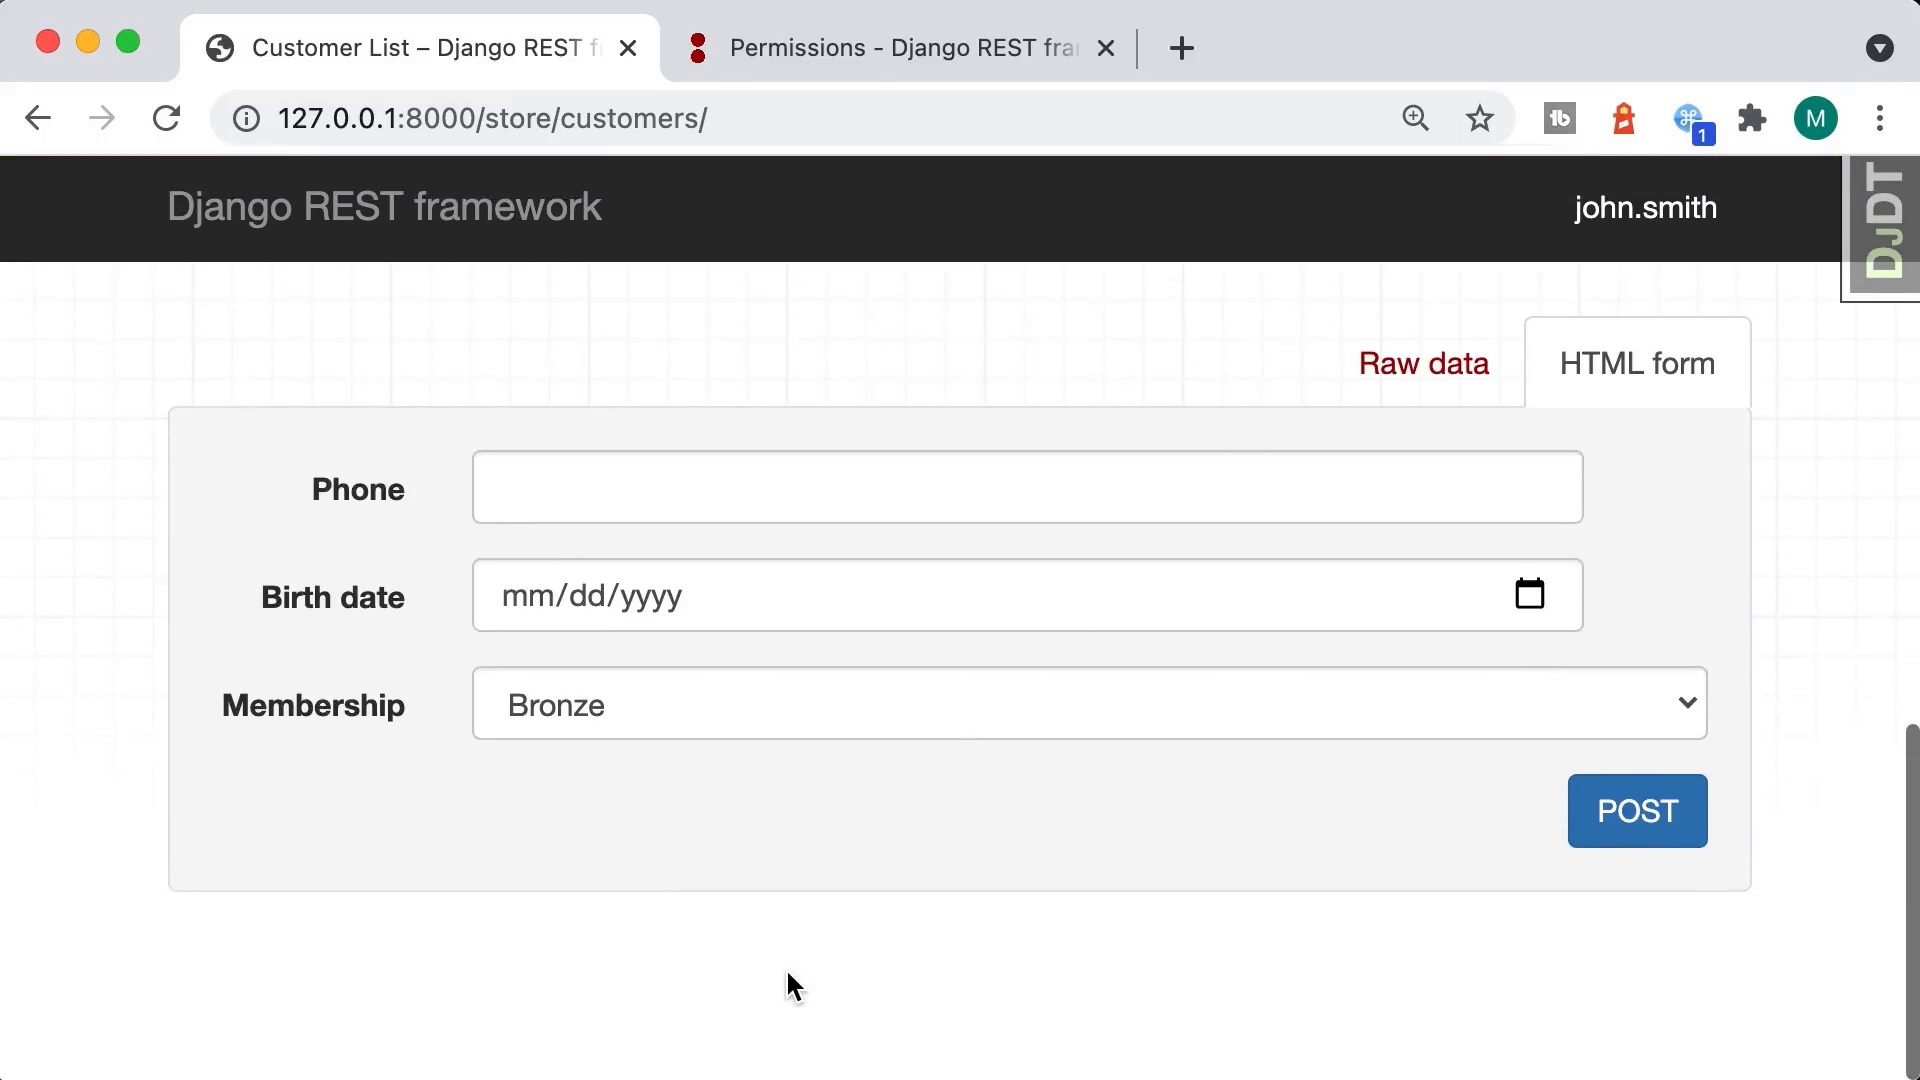 Customer List – Django REST f
Permissions - Django REST fra
127.0.0.1:8000/store/customers/
1
M
Django REST framework
john.smith
DJDT
Raw data
HTML form
Phone
Birth date
mm/dd/yyyy
Membership
Bronze
POST